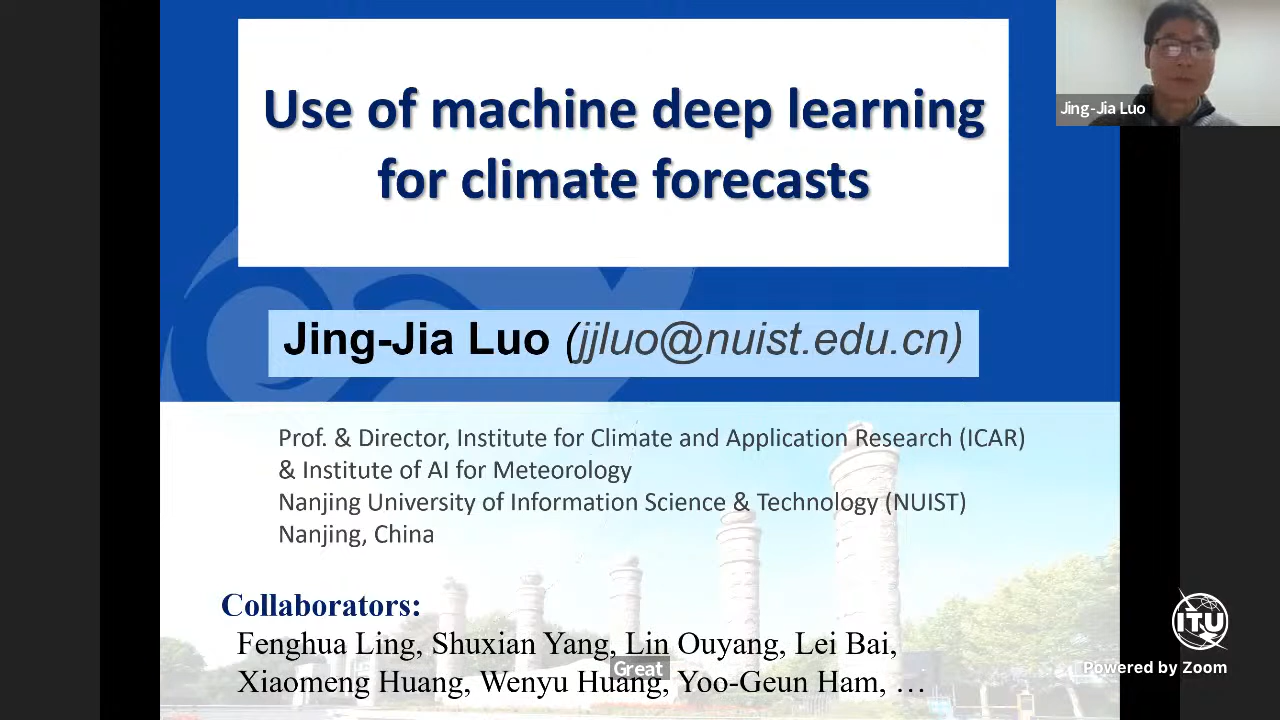 Use of machine deep learning
for climate forecasts
Jing-Jia Luo
Jing-Jia Luo (jjluo@nuist.edu.cn)
Prof. & Director, Institute for Climate and Application Research (ICAR)
& Institute of AI for Meteorology
Nanjing University of Information Science & Technology (NUIST)
Nanjing, China
Collaborators:
Fenghua Ling, Shuxian Yang, Lin Ouyang, Lei Bai,
Xiaomeng Huang, Wenyu Huang, Yoo-Geun Ham, …
Great
ITU
Powered by Zoom